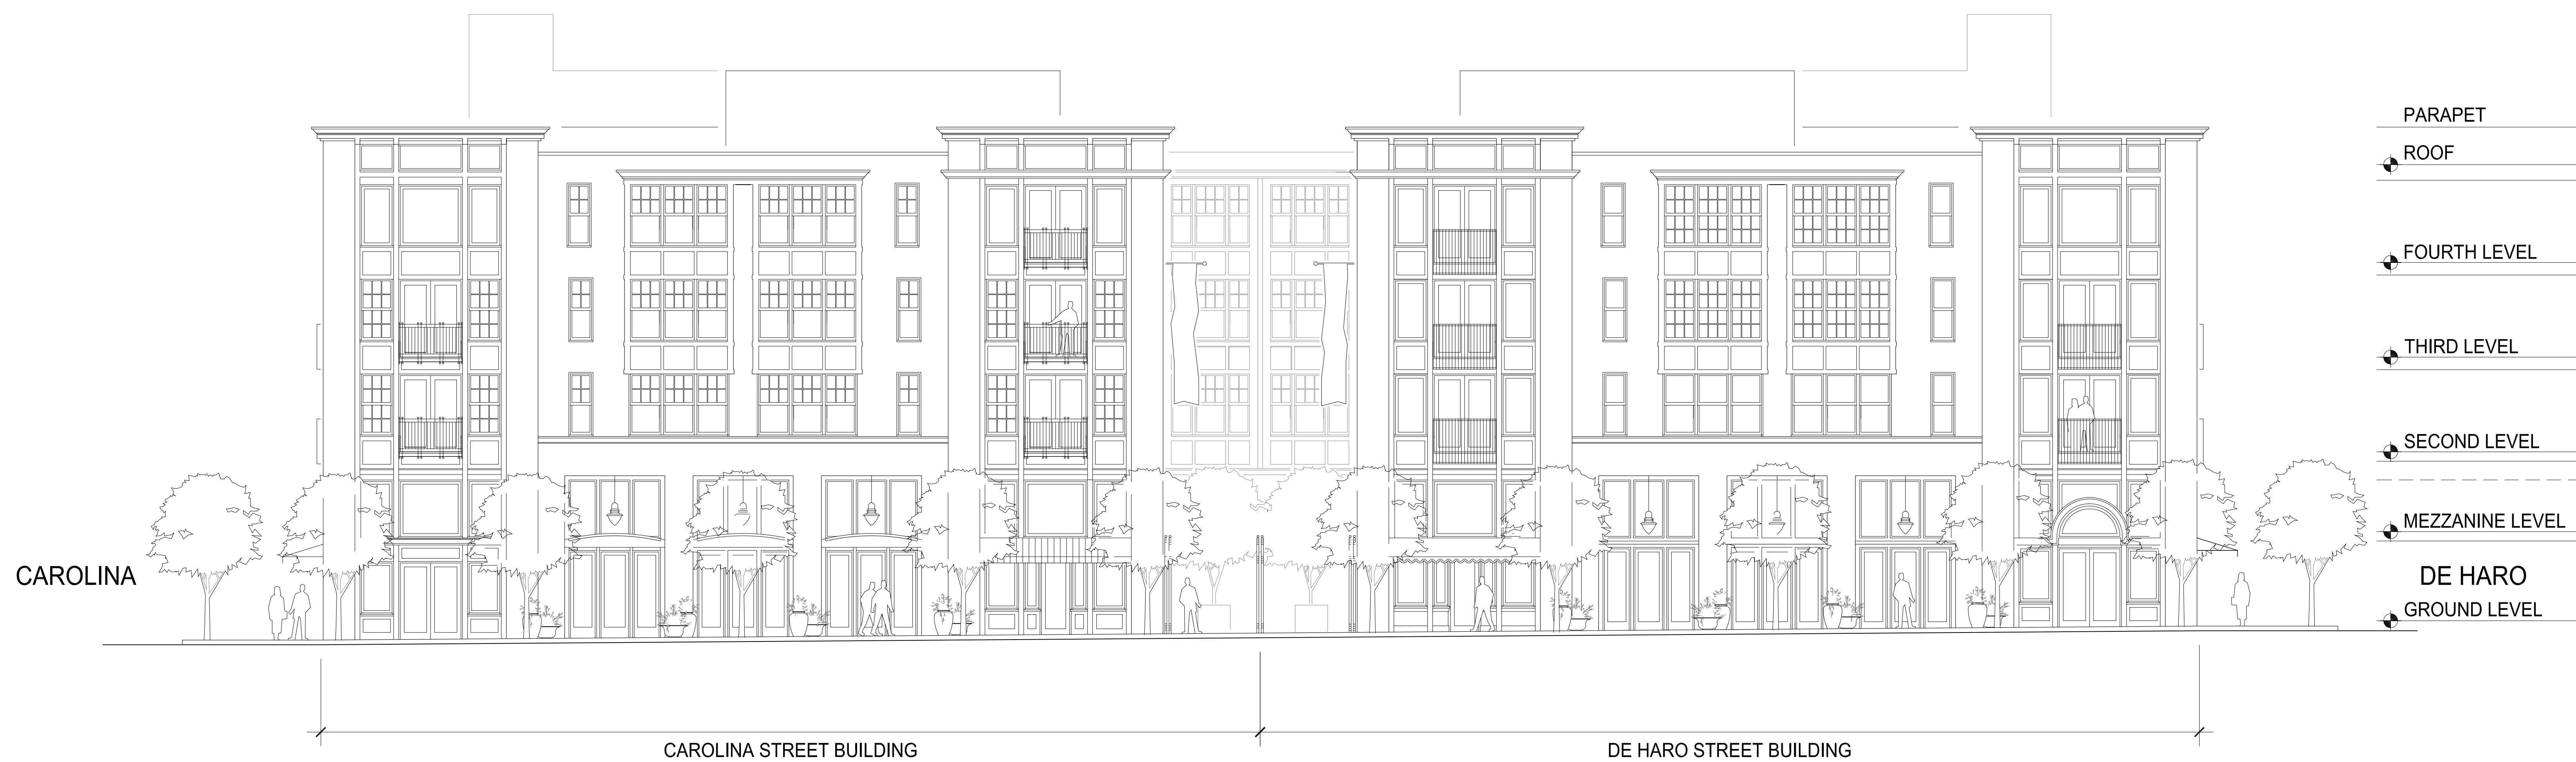 PARAPET
ROOF
FOURTH LEVEL
THIRD LEVEL
SECOND LEVEL
MEZZANINE LEVEL
CAROLINA
DE HARO
GROUND LEVEL
CAROLINA STREET BUILDING
DE HARO STREET BUILDING